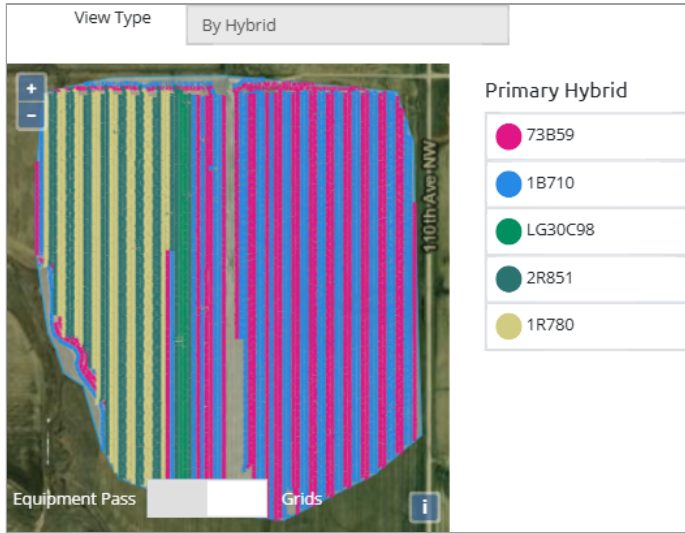 View Type
By Hybrid
+
−
Primary Hybrid
73B59
1B710
LG30C98
2R851
1R780
110th Ave NW
Equipment Pass
Grids
i